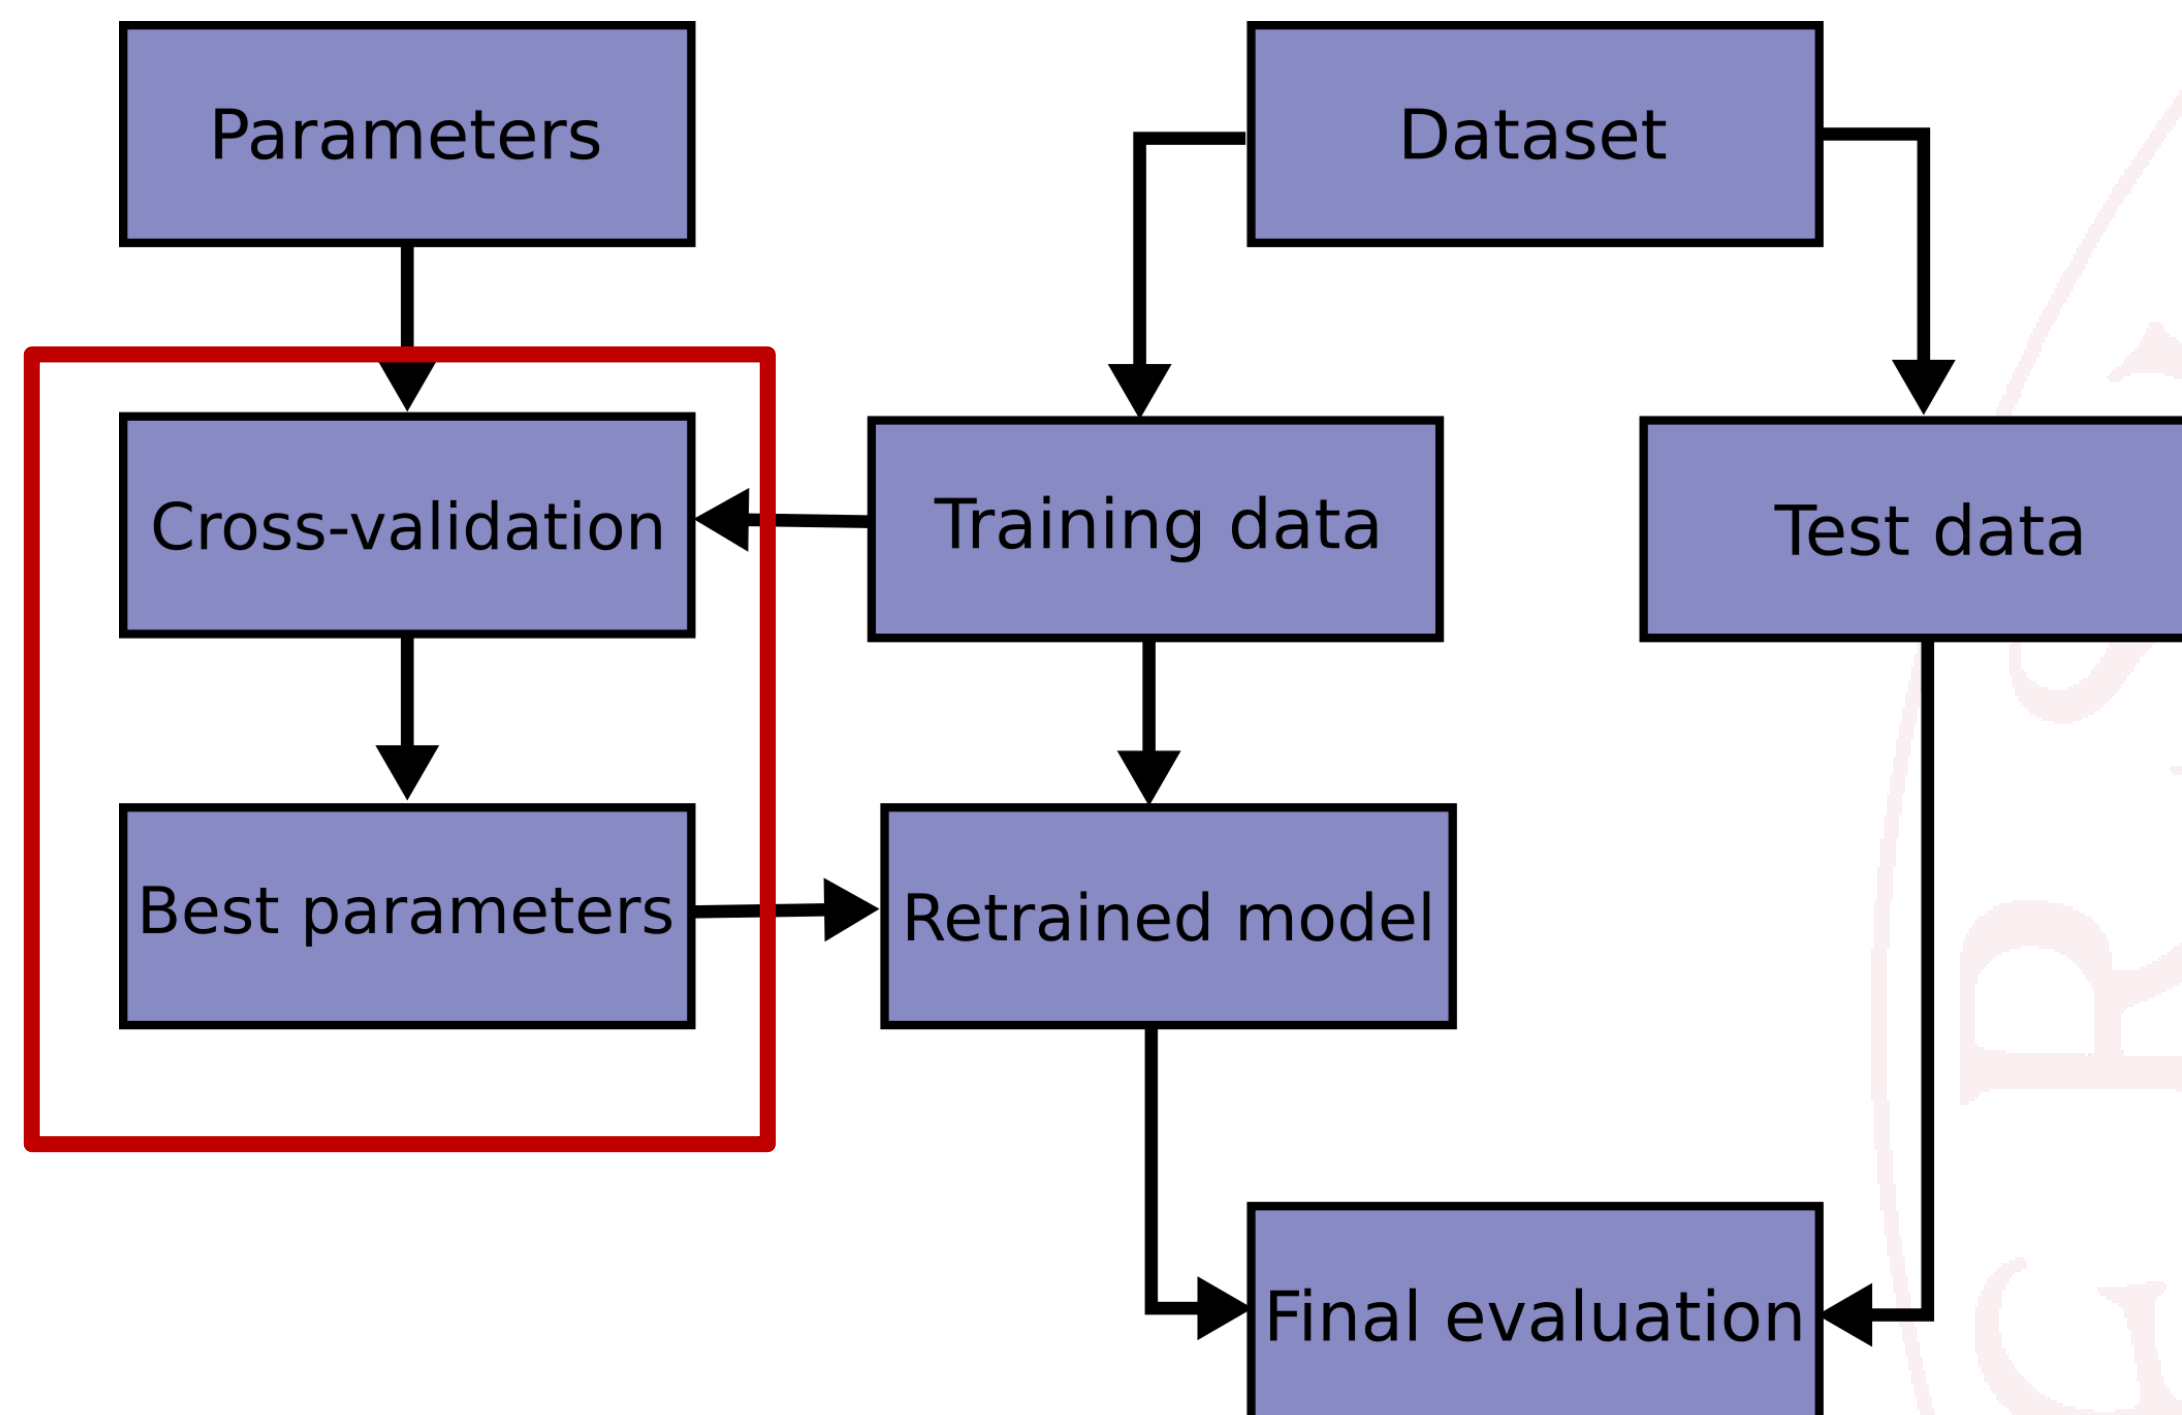 Parameters
Dataset
Cross-validation
Training data
Test data
Best parameters
Retrained model
Final evaluation